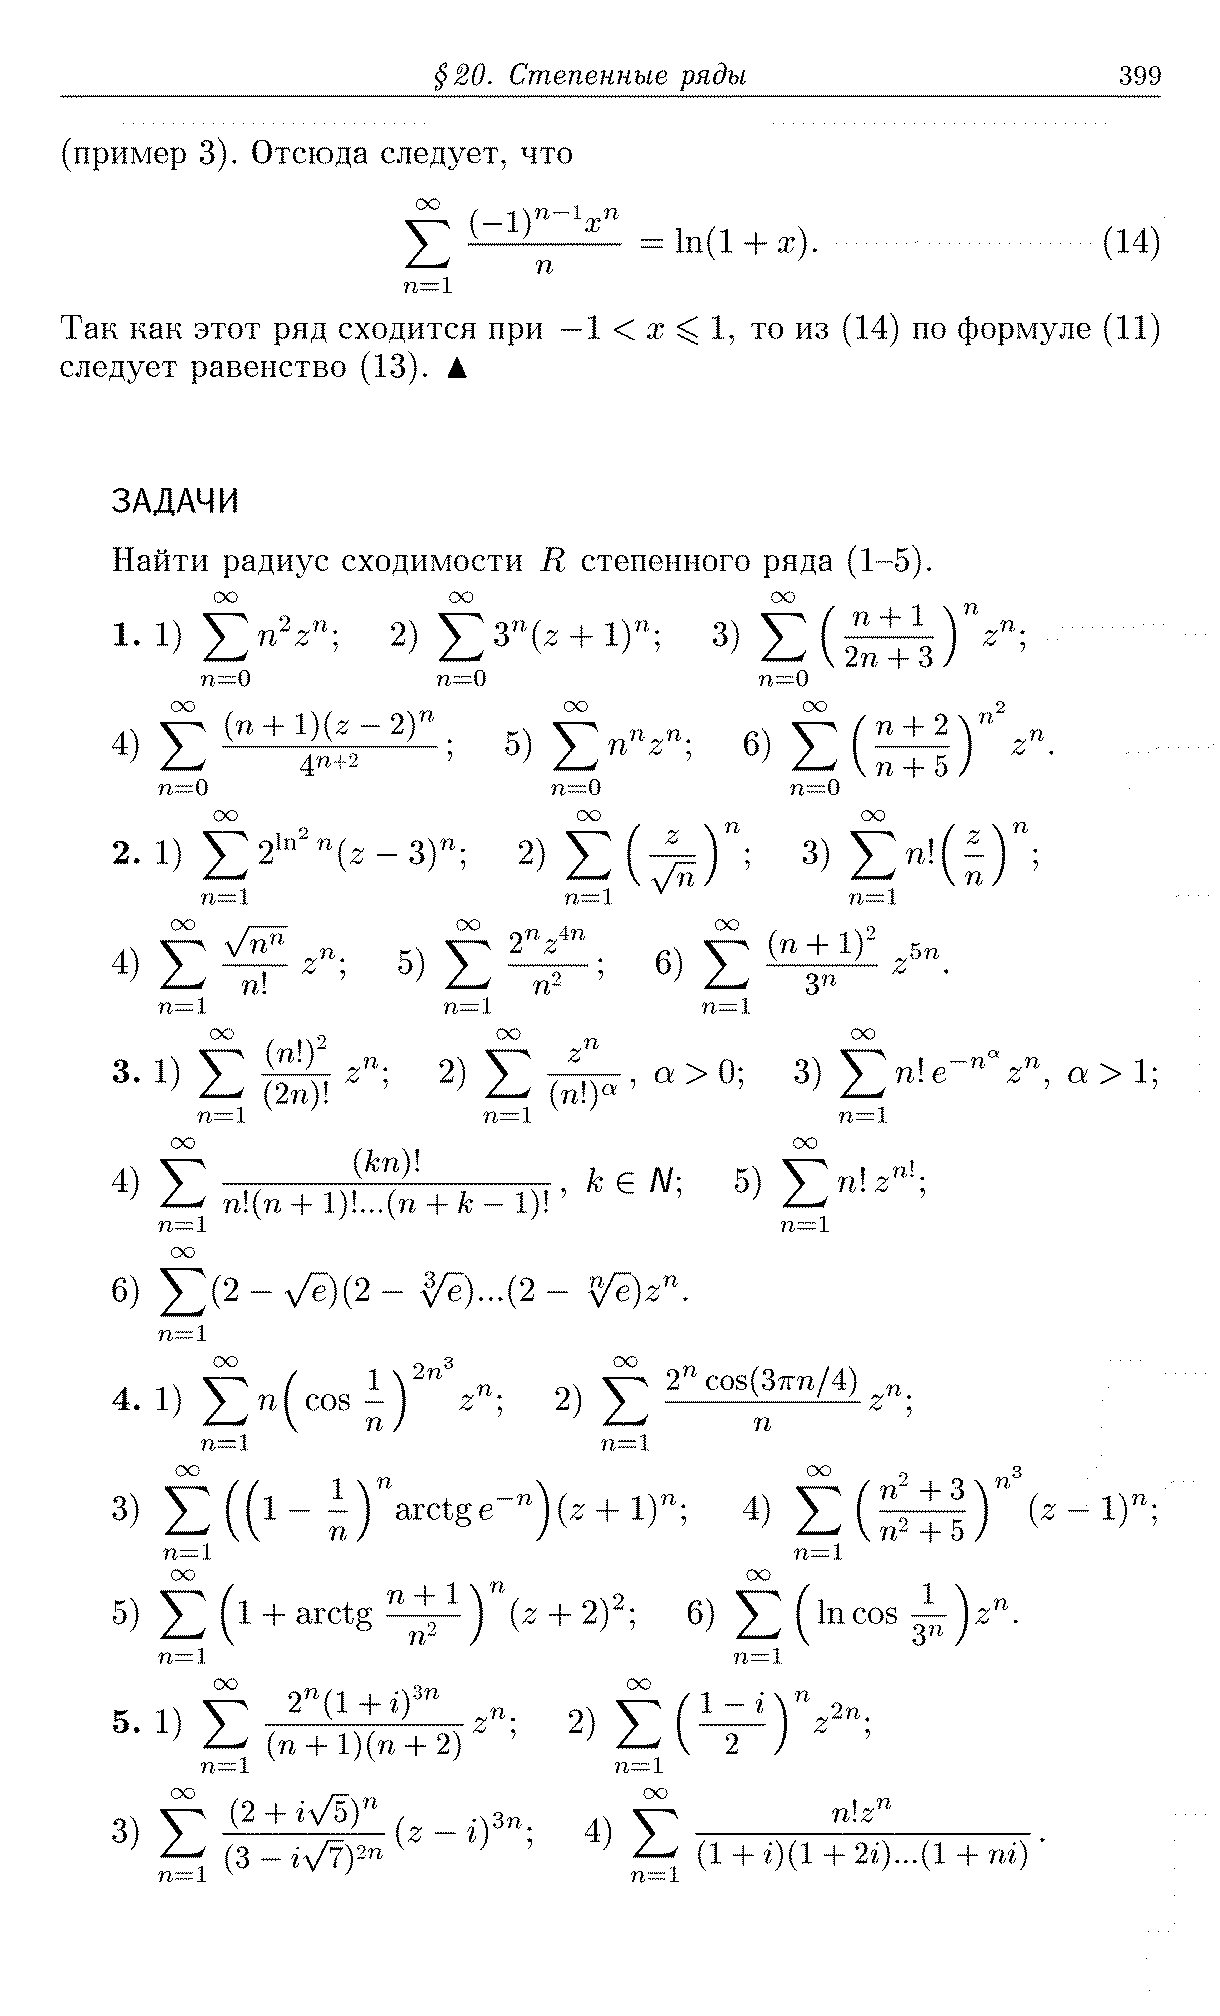 § 20. Степенные ряды 399
(пример 3). Отсюда следует, что
$\sum_{n=1}^{\infty} \frac{(-1)^{n-1}x^n}{n} = \ln(1+x).$ (14)
Так как этот ряд сходится при $-1 < x \leqslant 1$, то из (14) по формуле (11)
следует равенство (13). ▲
ЗАДАЧИ
Найти радиус сходимости $R$ степенного ряда (1–5).
1. 1) $\sum_{n=0}^{\infty} n^2 z^n$; 2) $\sum_{n=0}^{\infty} 3^n (z+1)^n$; 3) $\sum_{n=0}^{\infty} \left(\frac{n+1}{2n+3}\right)^n z^n$;
4) $\sum_{n=0}^{\infty} \frac{(n+1)(z-2)^n}{4^{n+2}}$; 5) $\sum_{n=0}^{\infty} n^n z^n$; 6) $\sum_{n=0}^{\infty} \left(\frac{n+2}{n+5}\right)^{n^2} z^n$.
2. 1) $\sum_{n=1}^{\infty} 2^{\ln^2 n} (z-3)^n$; 2) $\sum_{n=1}^{\infty} \left(\frac{z}{\sqrt{n}}\right)^n$; 3) $\sum_{n=1}^{\infty} n! \left(\frac{z}{n}\right)^n$;
4) $\sum_{n=1}^{\infty} \frac{\sqrt{n^n}}{n!} z^n$; 5) $\sum_{n=1}^{\infty} \frac{2^n z^{4n}}{n^2}$; 6) $\sum_{n=1}^{\infty} \frac{(n+1)^2}{3^n} z^{5n}$.
3. 1) $\sum_{n=1}^{\infty} \frac{(n!)^2}{(2n)!} z^n$; 2) $\sum_{n=1}^{\infty} \frac{z^n}{(n!)^\alpha}$, $\alpha > 0$; 3) $\sum_{n=1}^{\infty} n! \, e^{-n^\alpha} z^n$, $\alpha > 1$;
4) $\sum_{n=1}^{\infty} \frac{(kn)!}{n!(n+1)!...(n+k-1)!}$, $k \in N$; 5) $\sum_{n=1}^{\infty} n! \, z^{n!}$;
6) $\sum_{n=1}^{\infty} (2-\sqrt{e})(2-\sqrt[3]{e})...(2-\sqrt[n]{e}) z^n$.
4. 1) $\sum_{n=1}^{\infty} n \left(\cos \frac{1}{n}\right)^{2n^3} z^n$; 2) $\sum_{n=1}^{\infty} \frac{2^n \cos(3\pi n/4)}{n} z^n$;
3) $\sum_{n=1}^{\infty} \left(\left(1-\frac{1}{n}\right)^n \operatorname{arctg} e^{-n}\right)(z+1)^n$; 4) $\sum_{n=1}^{\infty} \left(\frac{n^2+3}{n^2+5}\right)^{n^3} (z-1)^n$;
5) $\sum_{n=1}^{\infty} \left(1+\operatorname{arctg} \frac{n+1}{n^2}\right)^n (z+2)^2$; 6) $\sum_{n=1}^{\infty} \left(\ln \cos \frac{1}{3^n}\right) z^n$.
5. 1) $\sum_{n=1}^{\infty} \frac{2^n (1+i)^{3n}}{(n+1)(n+2)} z^n$; 2) $\sum_{n=1}^{\infty} \left(\frac{1-i}{2}\right)^n z^{2n}$;
3) $\sum_{n=1}^{\infty} \frac{(2+i\sqrt{5})^n}{(3-i\sqrt{7})^{2n}} (z-i)^{3n}$; 4) $\sum_{n=1}^{\infty} \frac{n! z^n}{(1+i)(1+2i)...(1+ni)}$.